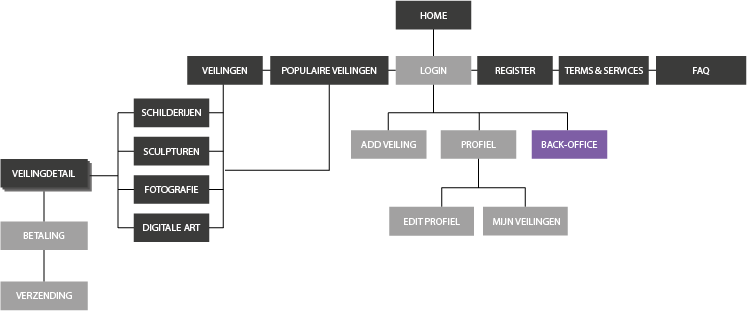 HOME
VEILINGEN
POPULAIRE VEILINGEN
LOGIN
REGISTER
TERMS & SERVICES
FAQ
SCHILDERIJEN
SCULPTUREN
FOTOGRAFIE
DIGITALE ART
VEILINGDETAIL
BETALING
VERZENDING
ADD VEILING
PROFIEL
BACK-OFFICE
EDIT PROFIEL
MIJN VEILINGEN